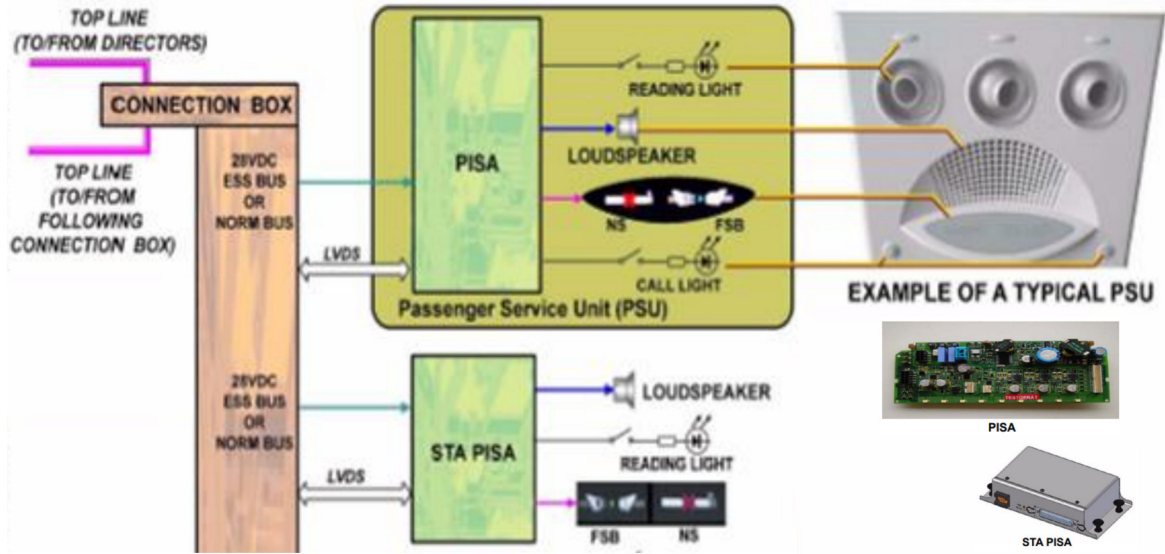 TOP LINE
(TO/FROM DIRECTORS)
CONNECTION BOX
TOP LINE
(TO/FROM
FOLLOWING
CONNECTION BOX)
28VDC
ESS BUS
OR
NORM BUS
LVDS
PISA
READING LIGHT
LOUDSPEAKER
NS
FSB
CALL LIGHT
Passenger Service Unit (PSU)
EXAMPLE OF A TYPICAL PSU
28VDC
ESS BUS
OR
NORM BUS
LVDS
STA PISA
LOUDSPEAKER
READING LIGHT
FSB
NS
PISA
STA PISA